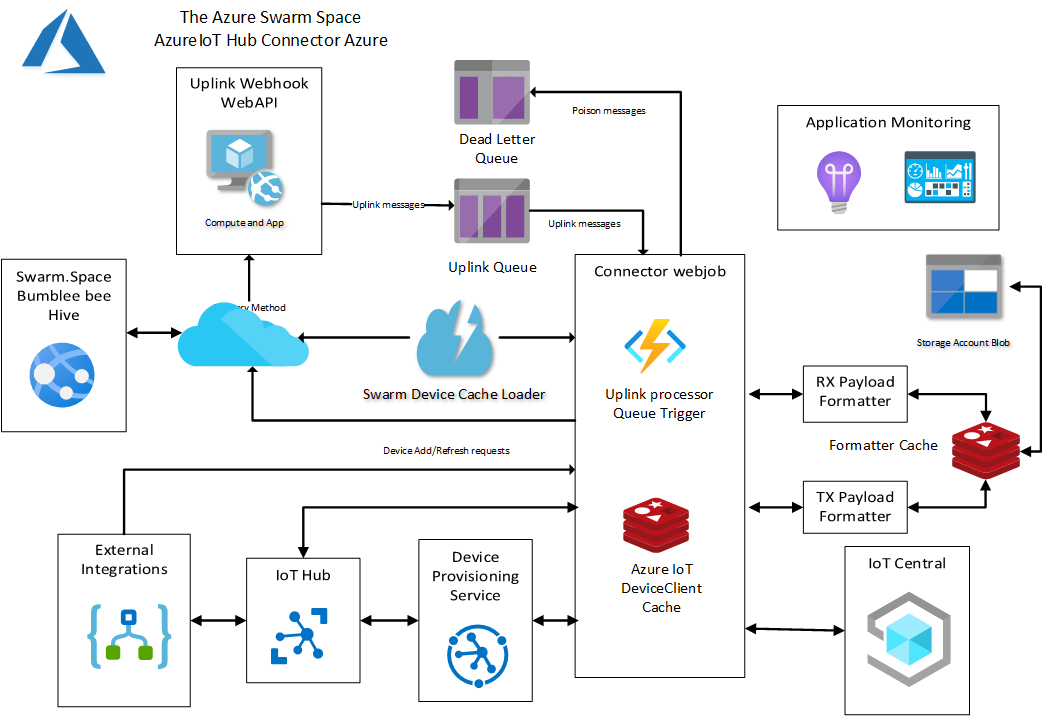 The Azure Swarm Space
AzureIoT Hub Connector Azure
Uplink Webhook
WebAPI
Compute and App
Poison messages
Dead Letter
Queue
Uplink messages
Uplink messages
Uplink Queue
Application Monitoring
Swarm.Space
Bumblee bee
Hive
Method
Swarm Device Cache Loader
Connector webjob
Uplink processor
Queue Trigger
Storage Account Blob
RX Payload
Formatter
Formatter Cache
TX Payload
Formatter
Device Add/Refresh requests
Azure IoT
DeviceClient
Cache
External
Integrations
IoT Hub
Device
Provisioning
Service
IoT Central